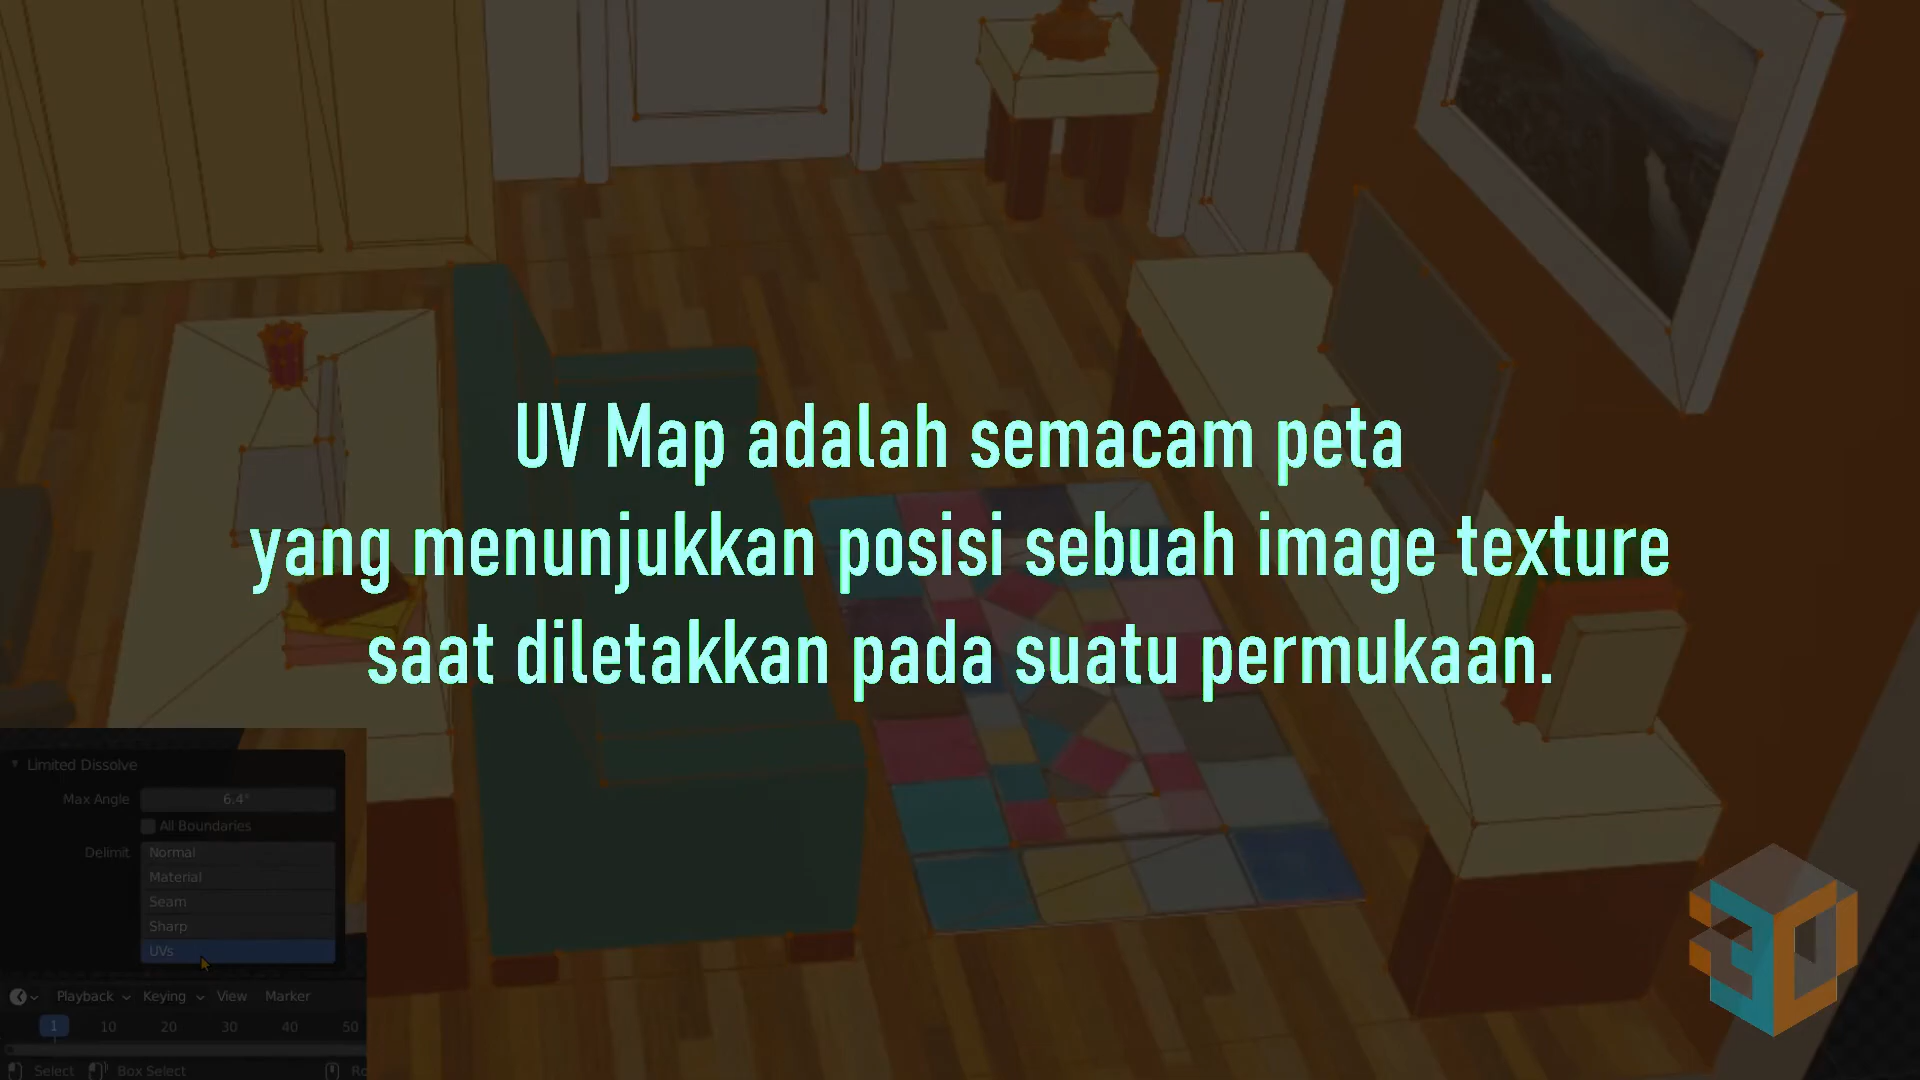 UV Map adalah semacam peta
yang menunjukkan posisi sebuah image texture
saat diletakkan pada suatu permukaan.
Limited Dissolve
Max Angle 6.4°
All Boundaries
Delimit Normal
Material
Seam
Sharp
UVs
Playback Keying View Marker
1 10 20 30 40 50
Select Box Select
3D